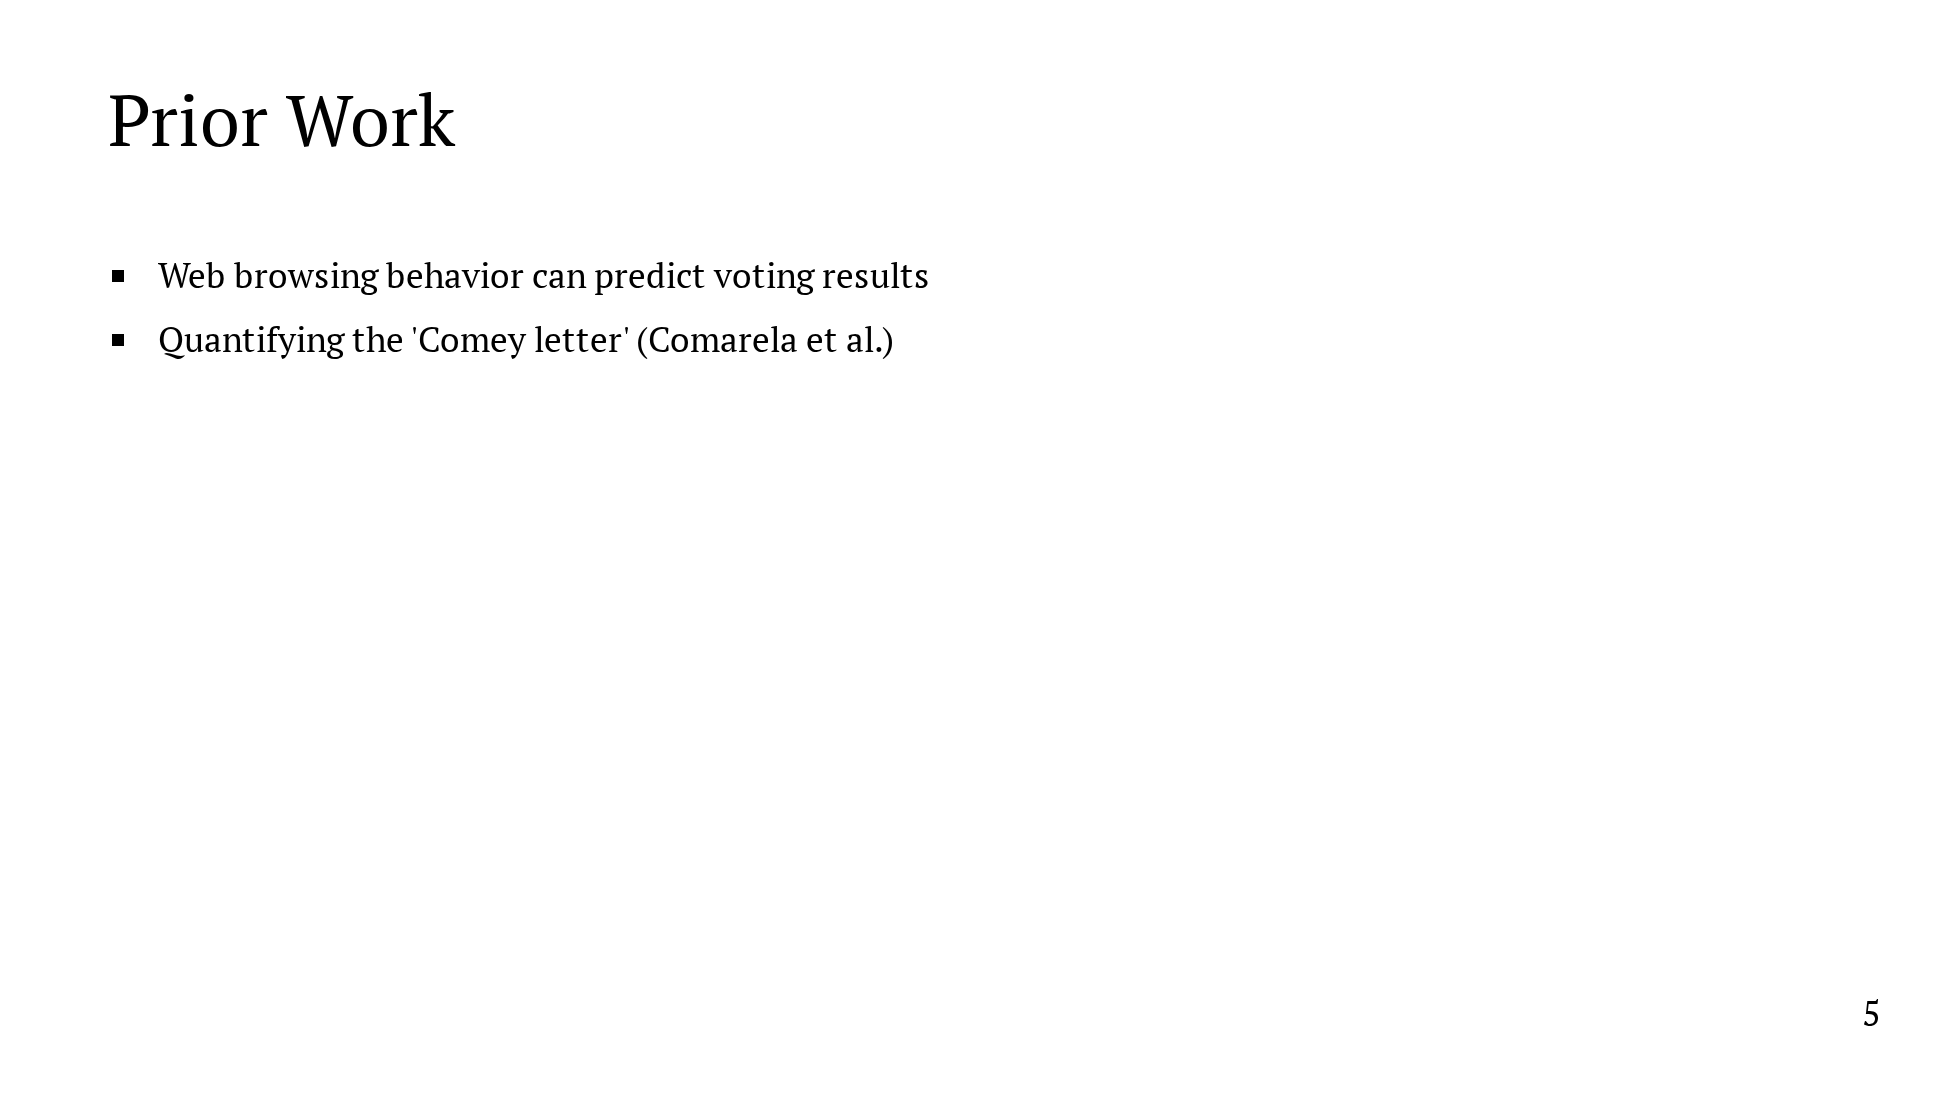 Prior Work
▪ Web browsing behavior can predict voting results
▪ Quantifying the 'Comey letter' (Comarela et al.)
5